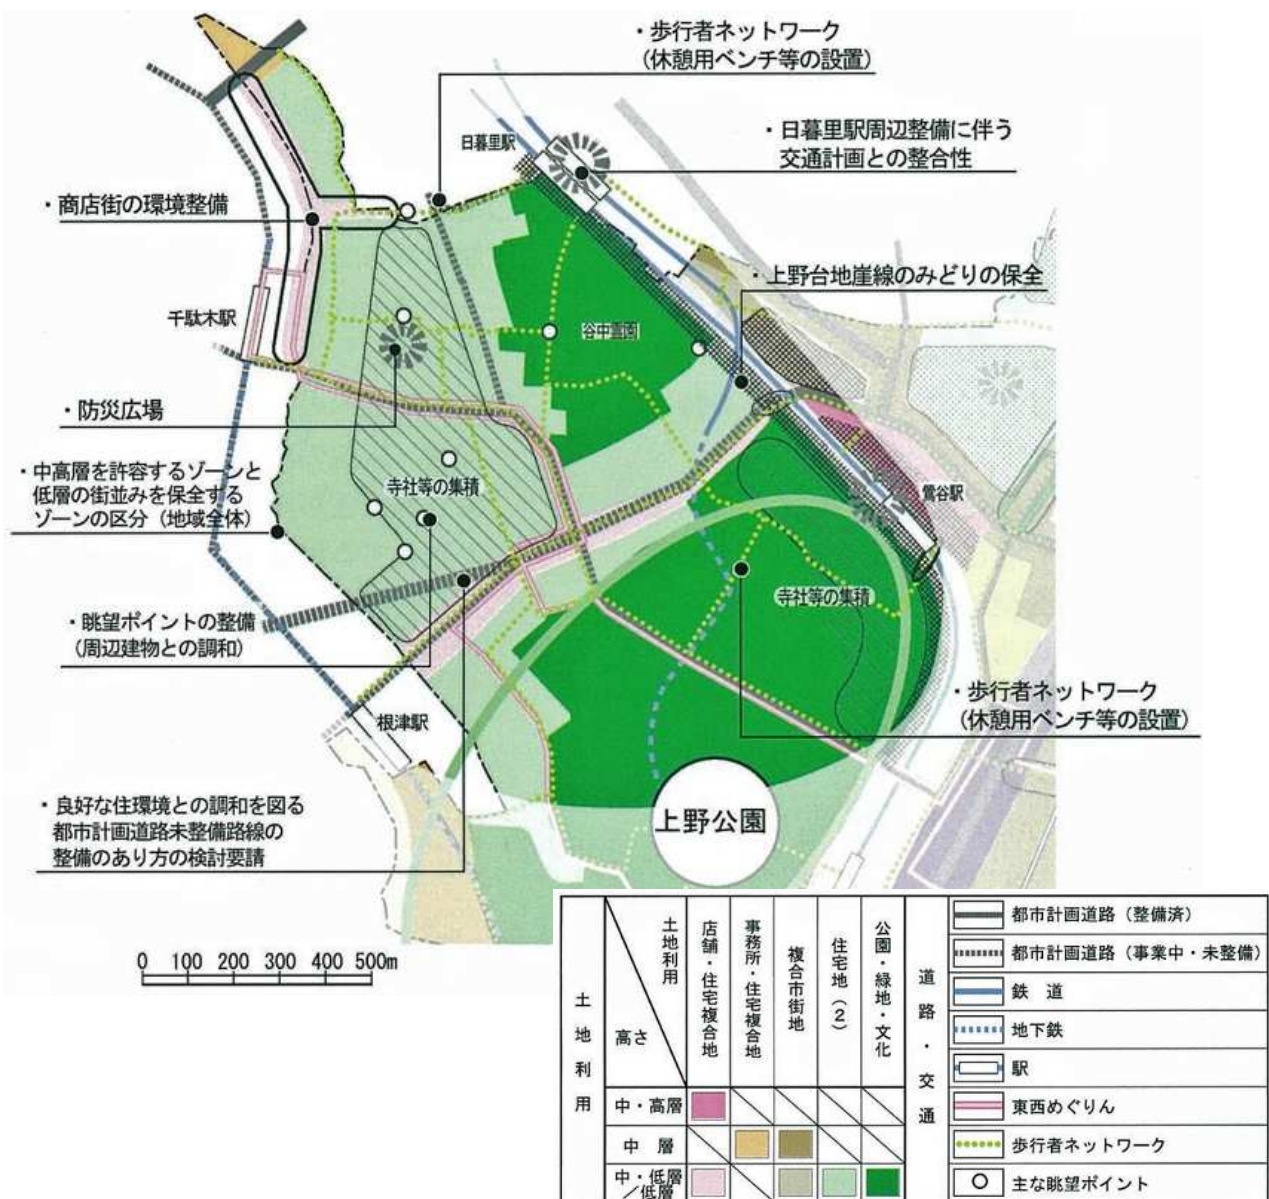 ・歩行者ネットワーク
（休憩用ベンチ等の設置）
日暮里駅
・日暮里駅周辺整備に伴う
交通計画との整合性
・商店街の環境整備
・上野台地崖線のみどりの保全
千駄木駅
谷中霊園
・防災広場
・中高層を許容するゾーンと
低層の街並みを保全する
ゾーンの区分（地域全体）
寺社等の集積
鶯谷駅
寺社等の集積
・眺望ポイントの整備
（周辺建物との調和）
・歩行者ネットワーク
（休憩用ベンチ等の設置）
根津駅
・良好な住環境との調和を図る
都市計画道路未整備路線の
整備のあり方の検討要請
上野公園
0 100 200 300 400 500m
土地利用
土地利用
高さ
店舗・住宅複合地
事務所・住宅複合地
複合市街地
住宅地（2）
公園・緑地・文化
中・高層
中 層
中・低層
／低層
道路・交通
都市計画道路（整備済）
都市計画道路（事業中・未整備）
鉄 道
地下鉄
駅
東西めぐりん
歩行者ネットワーク
主な眺望ポイント